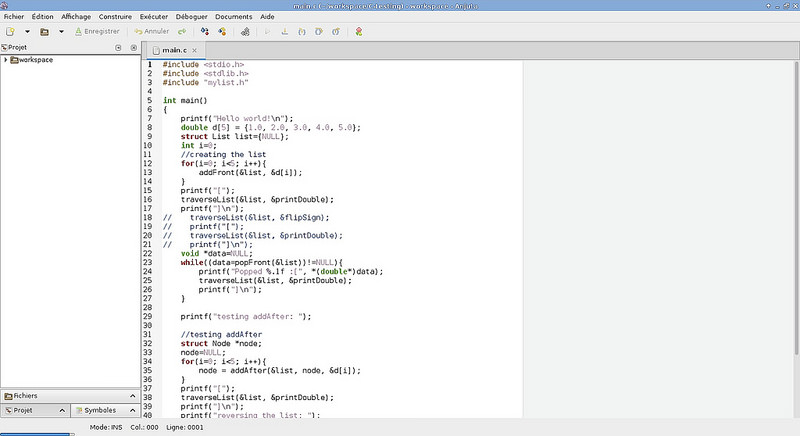 main.c - workspace (~/testing) - workspace - Anjuta
Fichier Édition Affichage Construire Exécuter Déboguer Documents Aide
Enregistrer Annuler
Projet main.c
workspace
1 #include <stdio.h>
2 #include <stdlib.h>
3 #include "mylist.h"
4
5 int main()
6 {
7 printf("Hello world!\n");
8 double d[5] = {1.0, 2.0, 3.0, 4.0, 5.0};
9 struct List list={NULL};
10 int i=0;
11 //creating the list
12 for(i=0; i<5; i++){
13 addFront(&list, &d[i]);
14 }
15 printf("[");
16 traverseList(&list, &printDouble);
17 printf("]\n");
18 // traverseList(&list, &flipSign);
19 // printf("[");
20 // traverseList(&list, &printDouble);
21 // printf("]\n");
22 void *data=NULL;
23 while((data=popFront(&list))!=NULL){
24 printf("Popped %.1f :[", *(double*)data);
25 traverseList(&list, &printDouble);
26 printf("]\n");
27 }
28
29 printf("testing addAfter: ");
30
31 //testing addAfter
32 struct Node *node;
33 node=NULL;
34 for(i=0; i<5; i++){
35 node = addAfter(&list, node, &d[i]);
36 }
37 printf("[");
38 traverseList(&list, &printDouble);
39 printf("]\n");
40 printf("reversing the list: ");
Fichiers
Projet Symboles
Mode: INS Col.: 000 Ligne: 0001